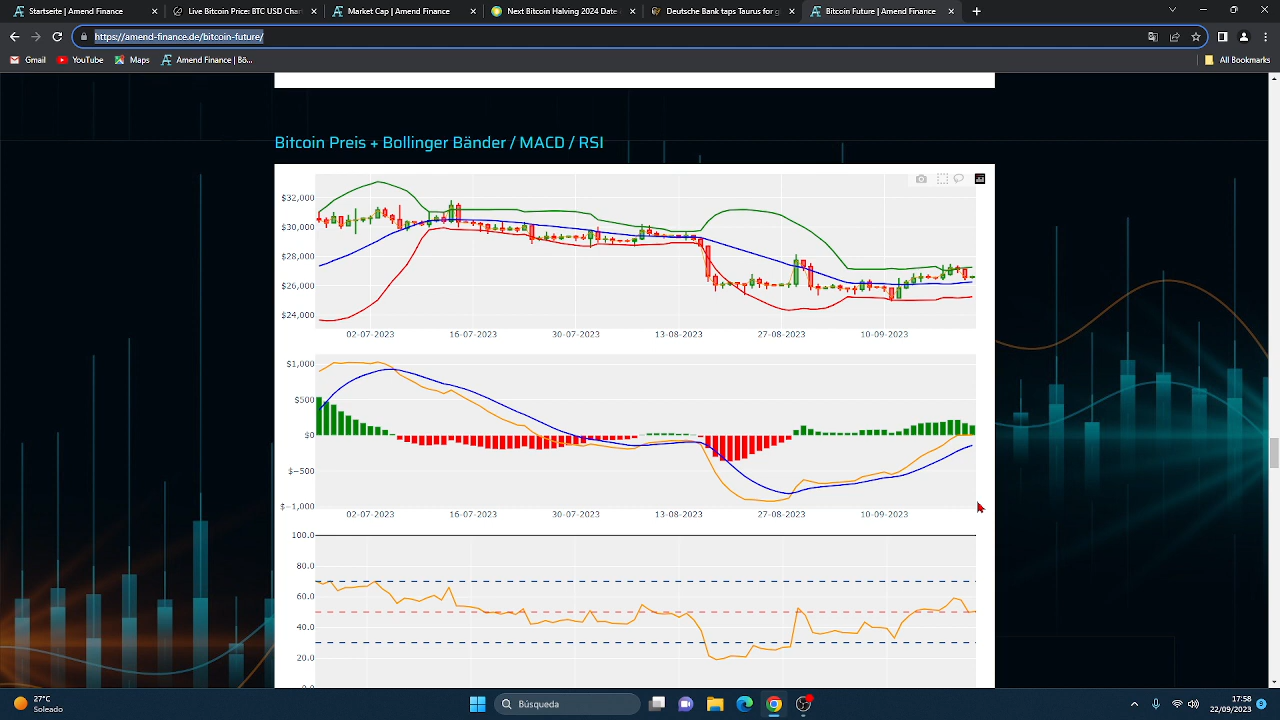 Startseite | Amend Finance
Live Bitcoin Price: BTC USD Char
Market Cap | Amend Finance
Next Bitcoin Halving 2024 Date
Deutsche Bank taps Taurus for
Bitcoin Future | Amend Finance
https://amend-finance.de/bitcoin-future/
Gmail
YouTube
Maps
Amend Finance | Bo...
All Bookmarks
Bitcoin Preis + Bollinger Bänder / MACD / RSI
$32,000
$30,000
$28,000
$26,000
$24,000
02-07-2023 16-07-2023 30-07-2023 13-08-2023 27-08-2023 10-09-2023
$1,000
$500
$0
$−500
$−1,000
02-07-2023 16-07-2023 30-07-2023 13-08-2023 27-08-2023 10-09-2023
100.0
80.0
60.0
40.0
20.0
0.0
27°C
Soleado
Búsqueda
17:58
22/09/2023
3